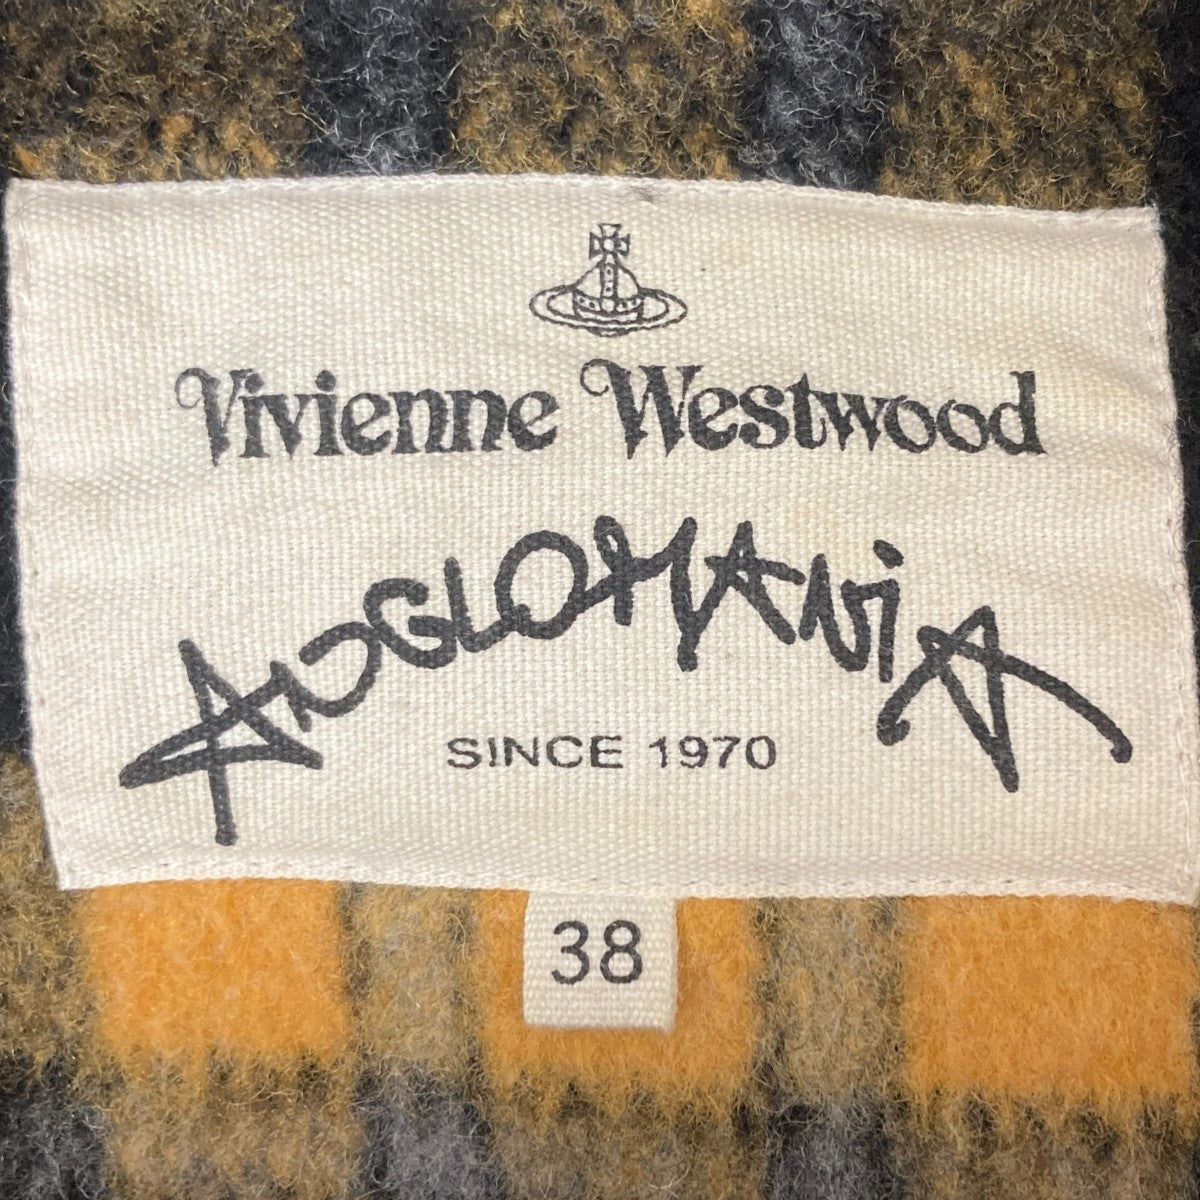 Vivienne Westwood
ANGLOMANiA
SINCE 1970
38